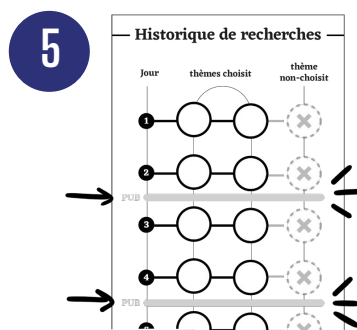 5
Historique de recherches
Jour
thèmes choisit
thème
non-choisit
1
2
PUB
3
4
PUB